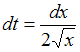 dt = dx / 2√x